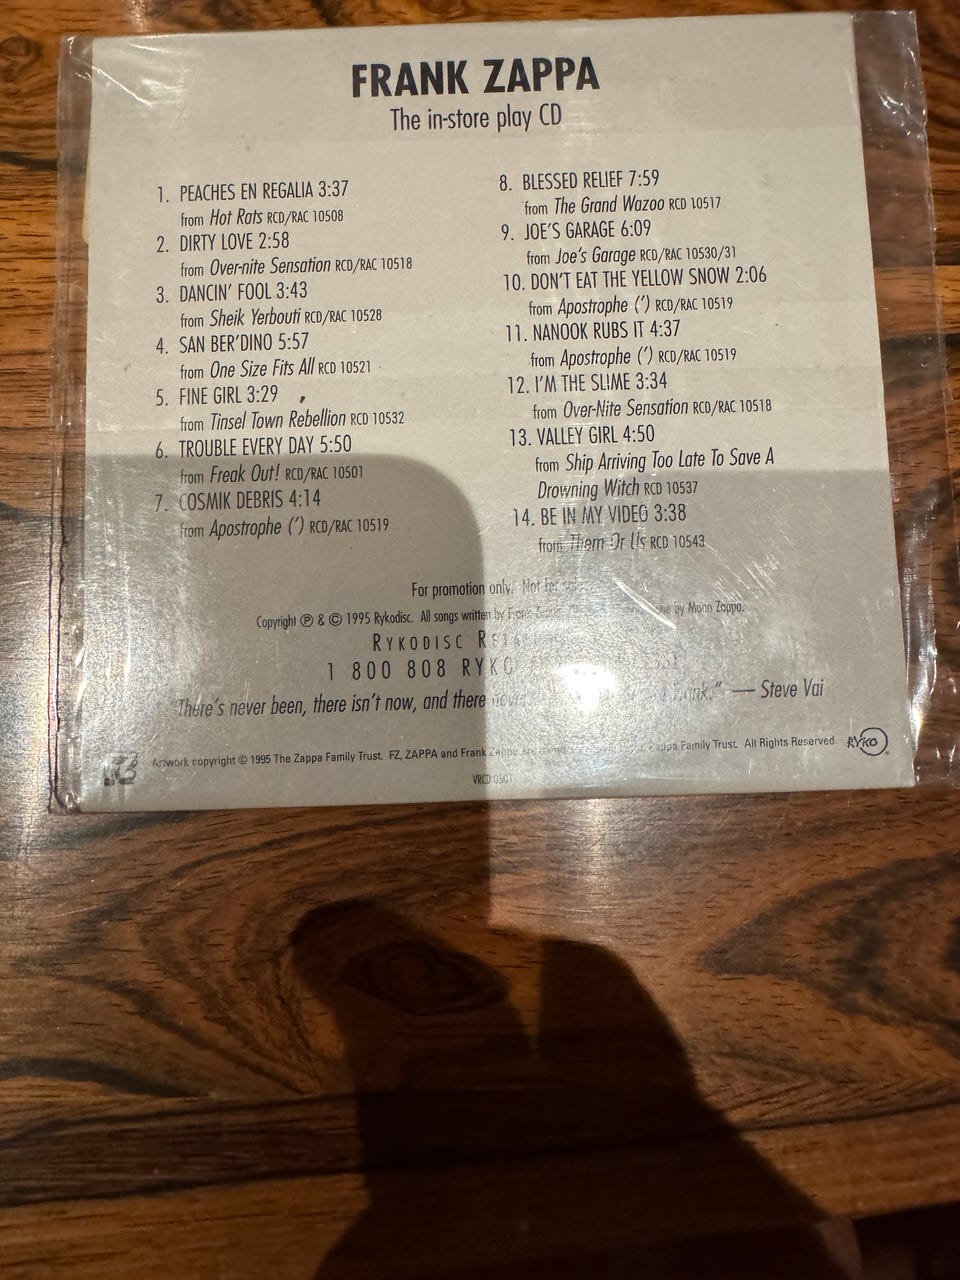 FRANK ZAPPA
The in-store play CD
1. PEACHES EN REGALIA 3:37
from Hot Rats RCD/RAC 10508
2. DIRTY LOVE 2:58
from Over-nite Sensation RCD/RAC 10518
3. DANCIN' FOOL 3:43
from Sheik Yerbouti RCD/RAC 10528
4. SAN BER'DINO 5:57
from One Size Fits All RCD 10521
5. FINE GIRL 3:29
from Tinsel Town Rebellion RCD 10532
6. TROUBLE EVERY DAY 5:50
from Freak Out! RCD/RAC 10501
7. COSMIK DEBRIS 4:14
from Apostrophe (') RCD/RAC 10519
8. BLESSED RELIEF 7:59
from The Grand Wazoo RCD 10517
9. JOE'S GARAGE 6:09
from Joe's Garage RCD/RAC 10530/31
10. DON'T EAT THE YELLOW SNOW 2:06
from Apostrophe (') RCD/RAC 10519
11. NANOOK RUBS IT 4:37
from Apostrophe (') RCD/RAC 10519
12. I'M THE SLIME 3:34
from Over-Nite Sensation RCD/RAC 10518
13. VALLEY GIRL 4:50
from Ship Arriving Too Late To Save A
Drowning Witch RCD 10537
14. BE IN MY VIDEO 3:38
from Them Or Us RCD 10543
For promotion only. Not for
Copyright ℗ & © 1995 Rykodisc. All songs written by Frank by Moon Zappa.
RYKODISC
1 800 808 RYKO
"There's never been, there isn't now, and there Frank." — Steve Vai
Artwork copyright © 1995 The Zappa Family Trust. FZ, ZAPPA and Frank Zappa are Zappa Family Trust. All Rights Reserved.
RYKO
VRCD 0501